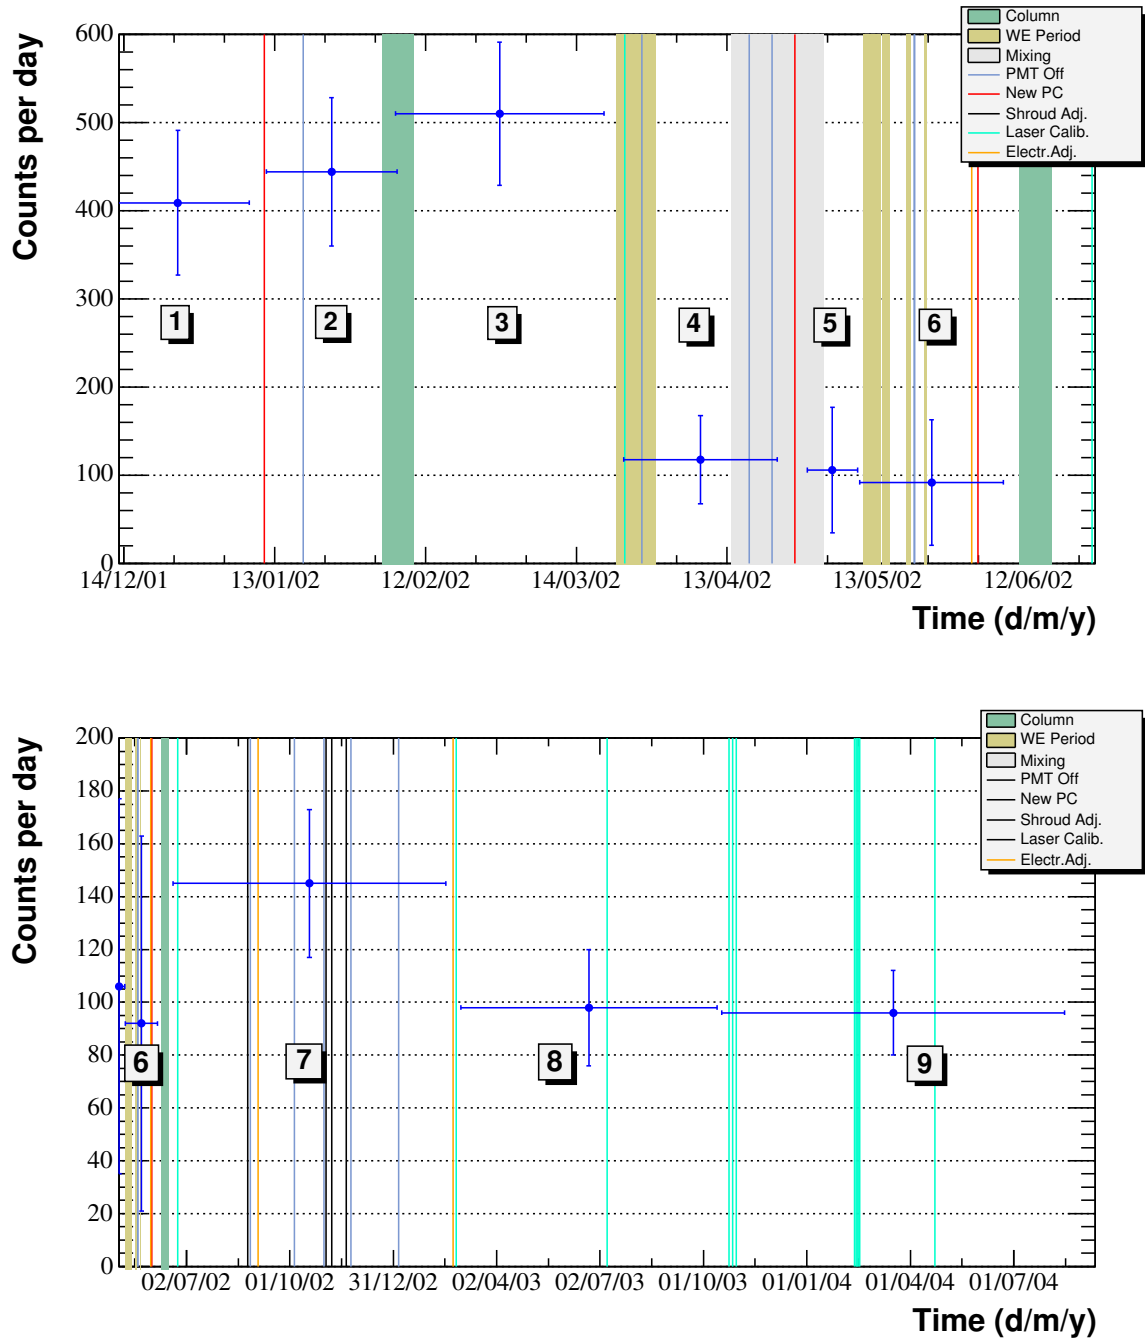 Counts per day
600
500
400
300
200
100
0
Column
WE Period
Mixing
PMT Off
New PC
Shroud Adj.
Laser Calib.
Electr.Adj.
1
2
3
4
5
6
14/12/01
13/01/02
12/02/02
14/03/02
13/04/02
13/05/02
12/06/02
Time (d/m/y)
Counts per day
200
180
160
140
120
100
80
60
40
20
0
Column
WE Period
Mixing
PMT Off
New PC
Shroud Adj.
Laser Calib.
Electr.Adj.
6
7
8
9
02/07/02
01/10/02
31/12/02
02/04/03
02/07/03
01/10/03
01/01/04
01/04/04
01/07/04
Time (d/m/y)